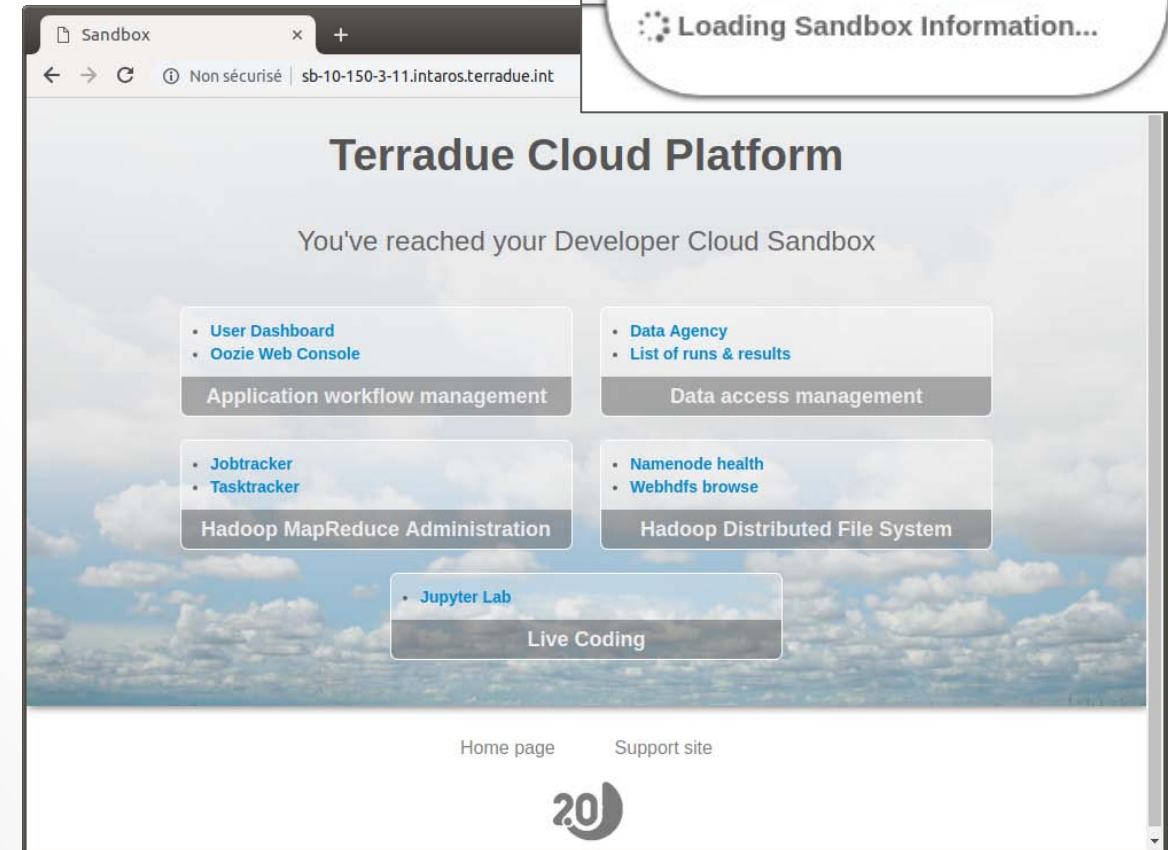 Loading Sandbox Information...
Sandbox
Non sécurisé | sb-10-150-3-11.intaros.terradue.int
Terradue Cloud Platform
You've reached your Developer Cloud Sandbox
• User Dashboard
• Oozie Web Console
Application workflow management
• Data Agency
• List of runs & results
Data access management
• Jobtracker
• Tasktracker
Hadoop MapReduce Administration
• Namenode health
• Webhdfs browse
Hadoop Distributed File System
• Jupyter Lab
Live Coding
Home page Support site
2.0